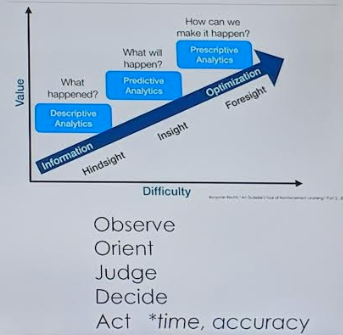 How can we
make it happen?
Prescriptive
Analytics
What will
happen?
Predictive
Analytics
What
happened?
Descriptive
Analytics
Value
Information
Optimization
Hindsight
Insight
Foresight
Difficulty
Observe
Orient
Judge
Decide
Act *time, accuracy